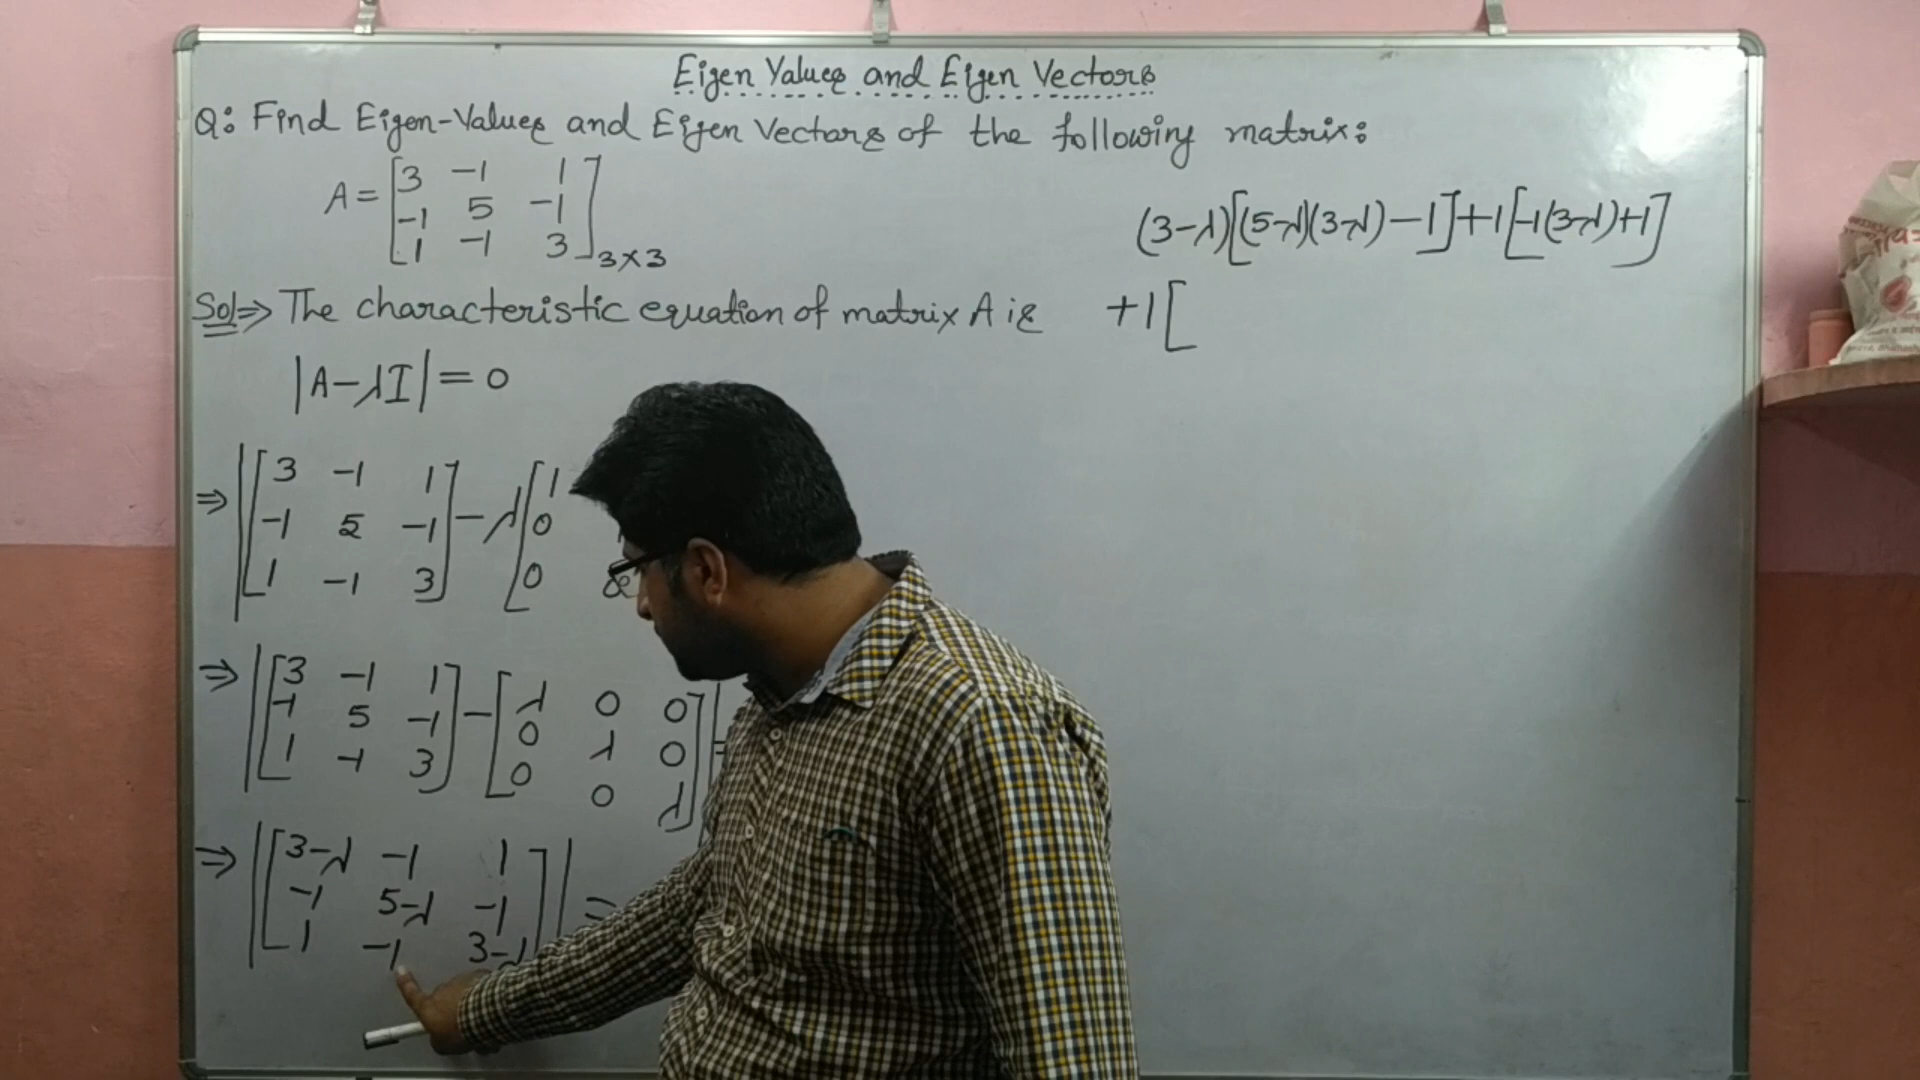 Eigen Values and Eigen Vectors
Q: Find Eigen-Values and Eigen Vectors of the following matrix:
A = [3 -1 1
-1 5 -1
1 -1 3]3×3
Sol⇒ The characteristic equation of matrix A is
|A-λI| = 0
⇒ |[3 -1 1
-1 5 -1
1 -1 3] - λ[1
0
0
⇒ |[3 -1 1
-1 5 -1
1 -1 3] - [λ 0 0
0 λ 0
0 0 λ]| =
⇒ |[3-λ -1 1
-1 5-λ -1
1 -1 3-λ]| =
(3-λ)[(5-λ)(3-λ)-1]+1[-1(3-λ)+1]
+1[